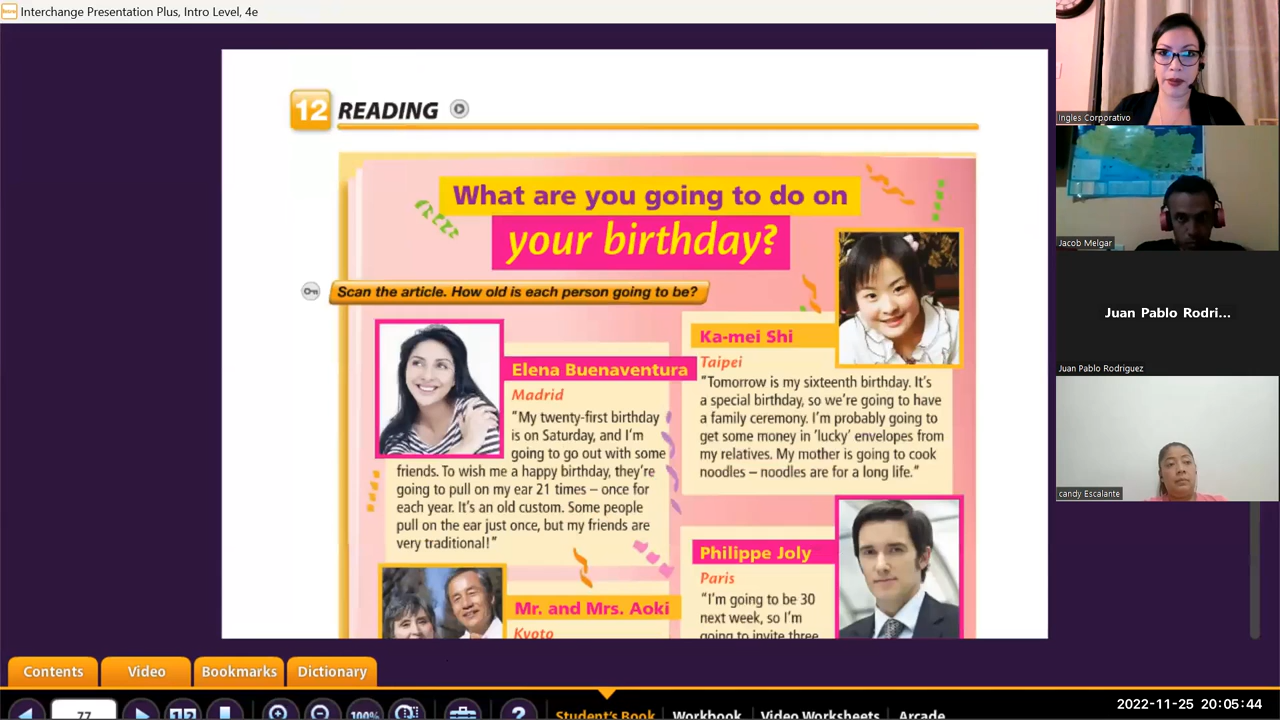 Interchange Presentation Plus, Intro Level, 4e
12 READING
What are you going to do on
your birthday?
Scan the article. How old is each person going to be?
Elena Buenaventura
Madrid
"My twenty-first birthday
is on Saturday, and I'm
going to go out with some
friends. To wish me a happy birthday, they're
going to pull on my ear 21 times – once for
each year. It's an old custom. Some people
pull on the ear just once, but my friends are
very traditional!"
Ka-mei Shi
Taipei
"Tomorrow is my sixteenth birthday. It's
a special birthday, so we're going to have
a family ceremony. I'm probably going to
get some money in 'lucky' envelopes from
my relatives. My mother is going to cook
noodles – noodles are for a long life."
Mr. and Mrs. Aoki
Kyoto
Philippe Joly
Paris
"I'm going to be 30
next week, so I'm
going to invite three
Ingles Corporativo
Jacob Melgar
Juan Pablo Rodri...
Juan Pablo Rodriguez
candy Escalante
Contents
Video
Bookmarks
Dictionary
77
100%
?
Student's Book
Workbook
Video Worksheets
Arcade
2022-11-25 20:05:44